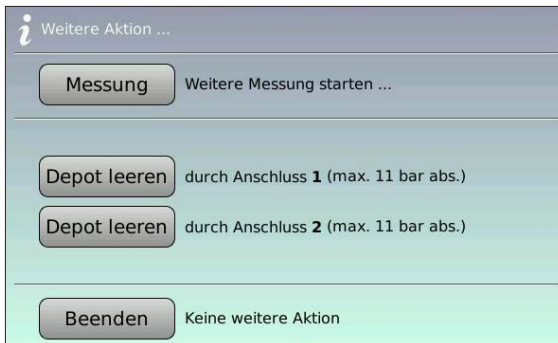 Weitere Aktion ...
Messung Weitere Messung starten ...
Depot leeren durch Anschluss 1 (max. 11 bar abs.)
Depot leeren durch Anschluss 2 (max. 11 bar abs.)
Beenden Keine weitere Aktion